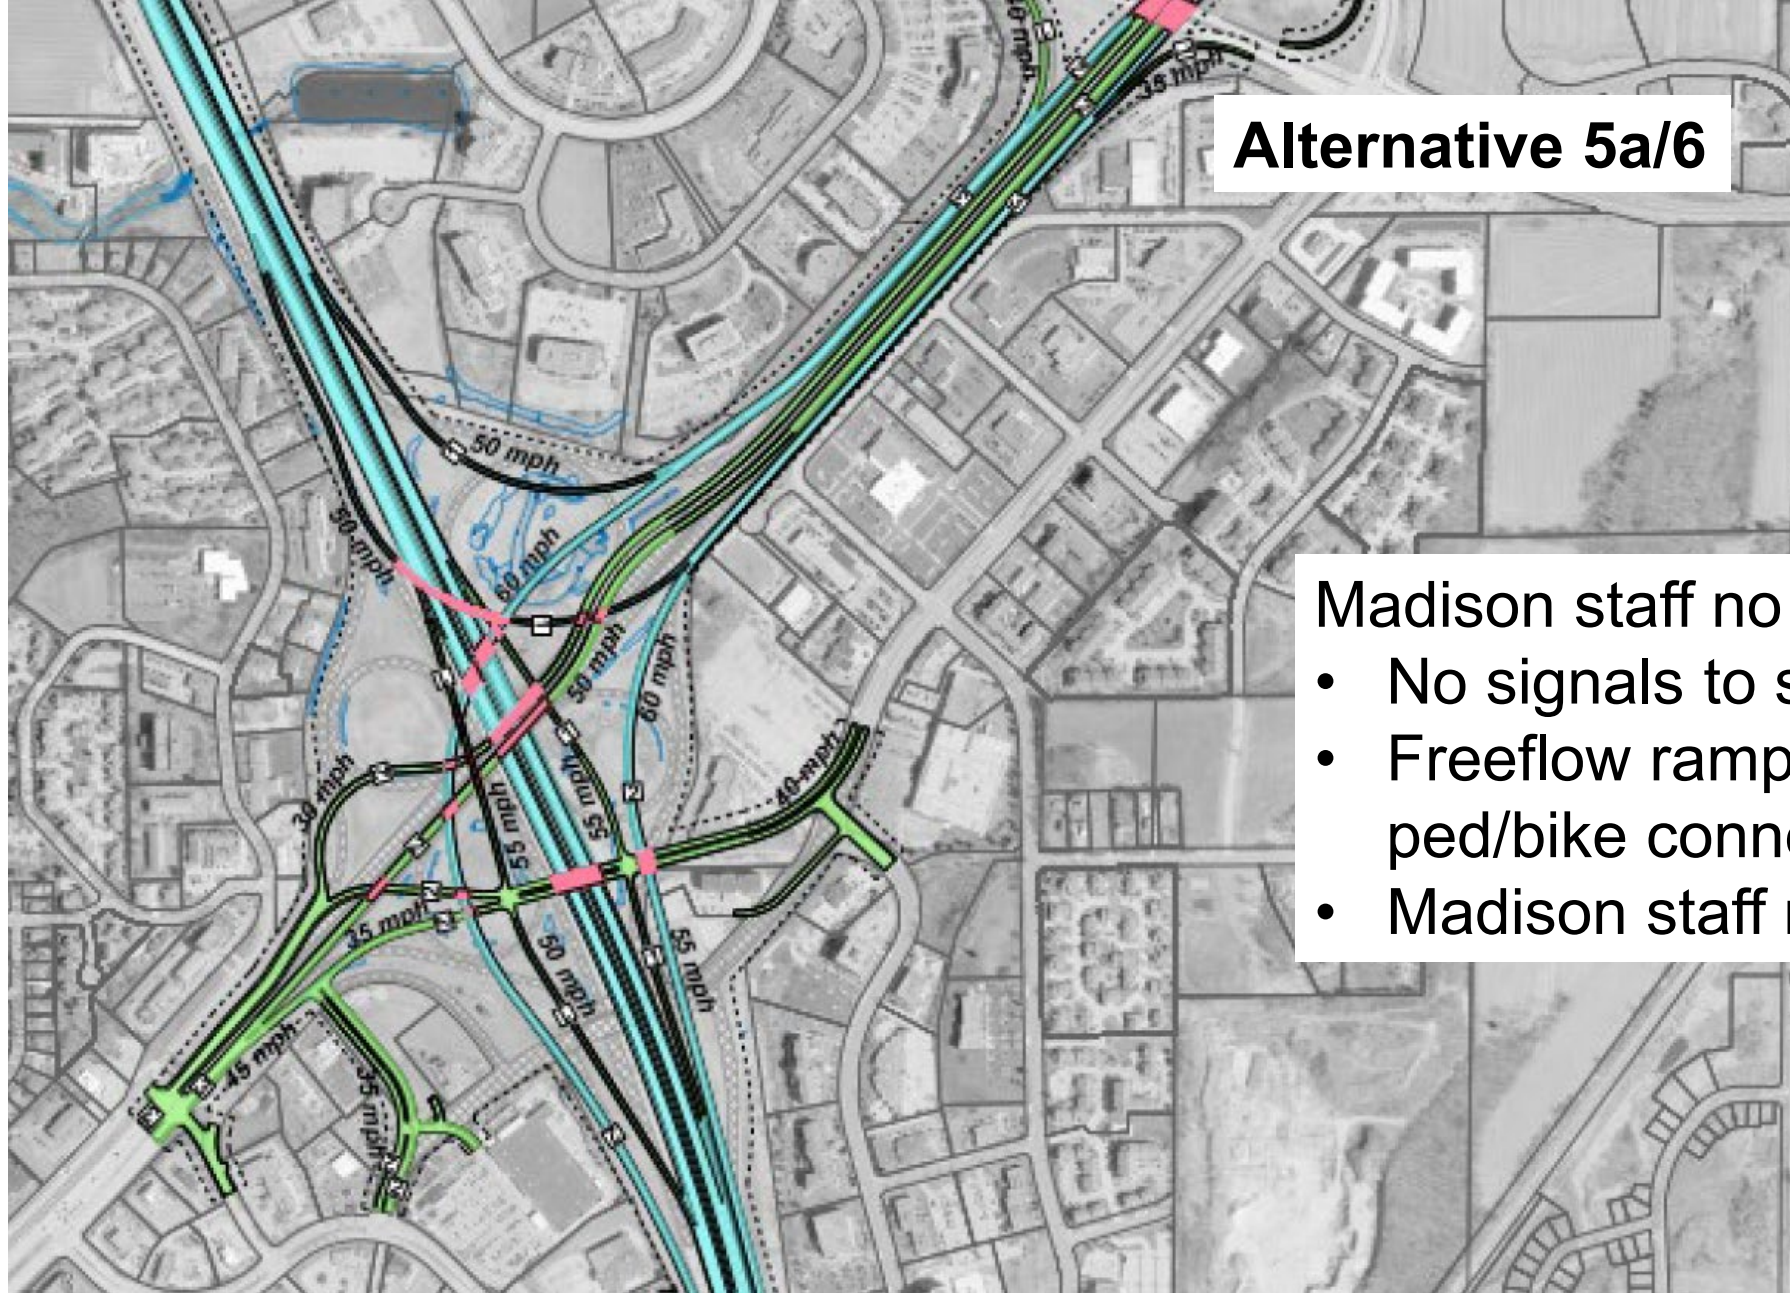 35 mph
Alternative 5a/6
50 mph
50 mph
60 mph
Madison staff no
50 mph
60 mph
• No signals to s
• Freeflow ramp
40 mph
30 mph
55 mph
55 mph
ped/bike conn
• Madison staff
35 mph
50 mph
55 mph
45 mph
35 mph